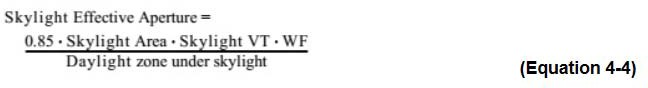 Skylight Effective Aperture =
0.85 · Skylight Area · Skylight VT · WF
Daylight zone under skylight
(Equation 4-4)